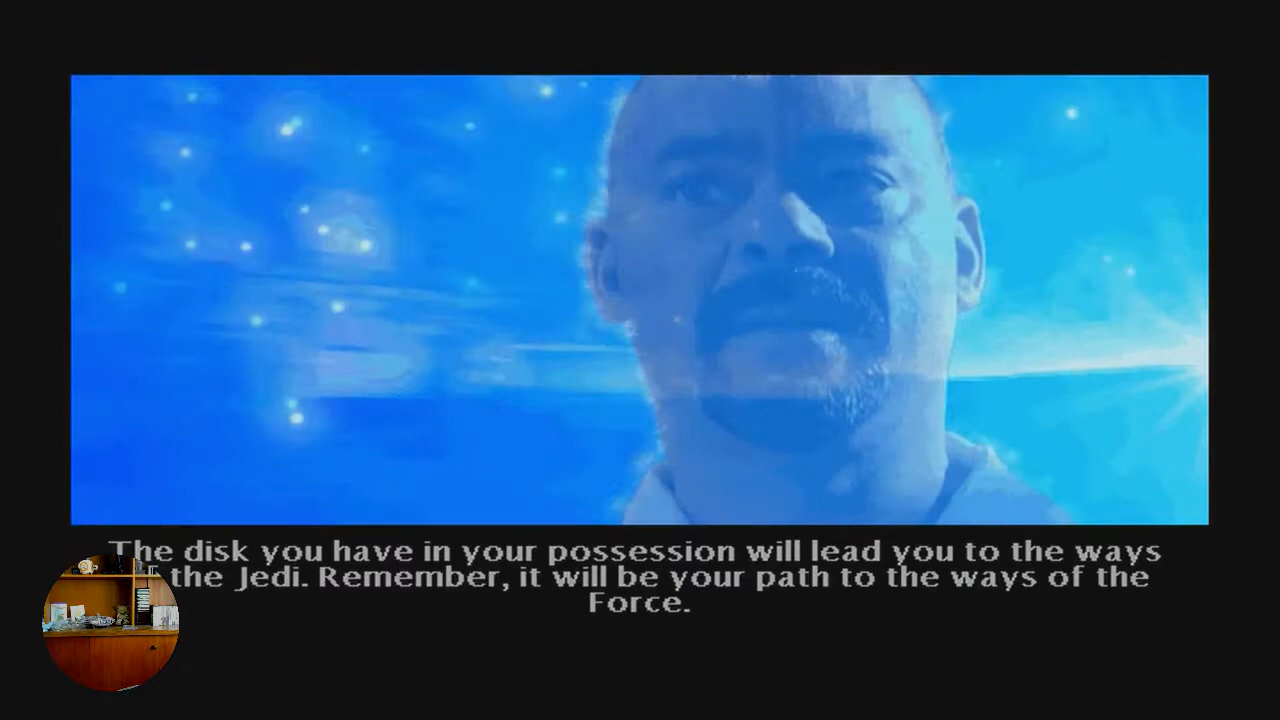 The disk you have in your possession will lead you to the ways
the Jedi. Remember, it will be your path to the ways of the
Force.